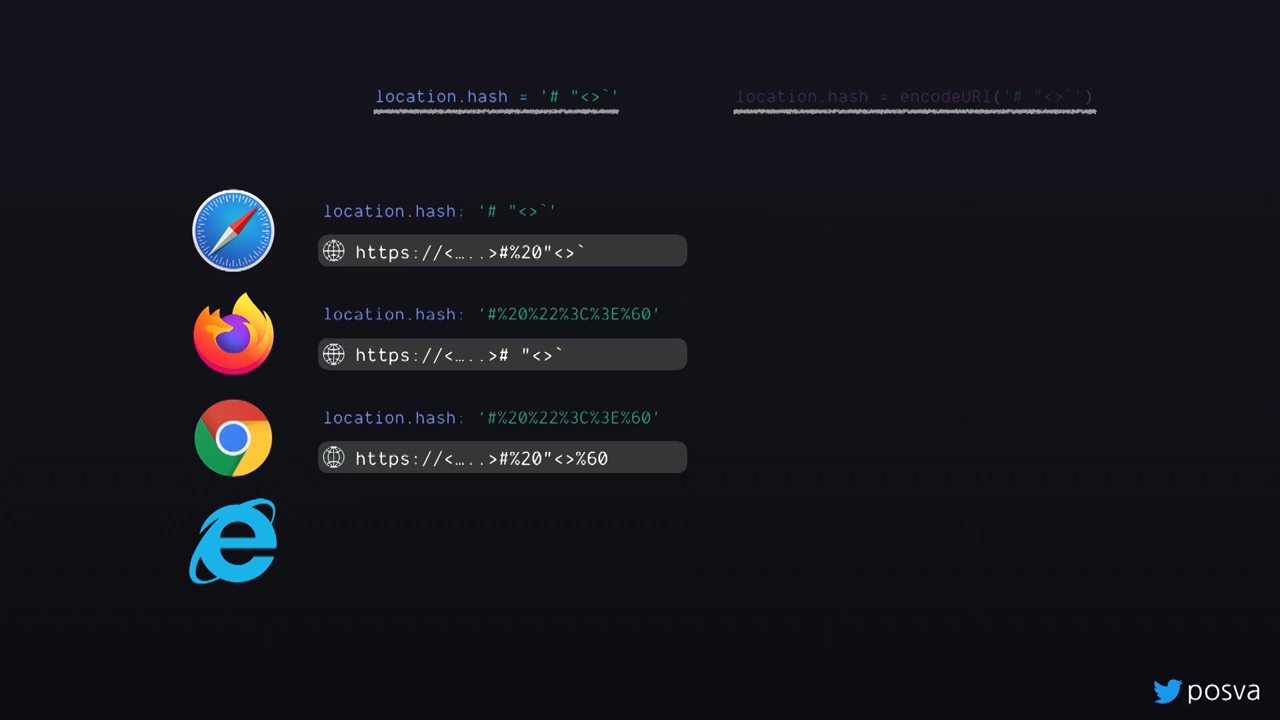 location.hash = '# "<>`'
location.hash = encodeURI('# "<>`')
location.hash: '# "<>`'
https://<…..>#%20"<>`
location.hash: '#%20%22%3C%3E%60'
https://<…..># "<>`
location.hash: '#%20%22%3C%3E%60'
https://<…..>#%20"<>%60
posva